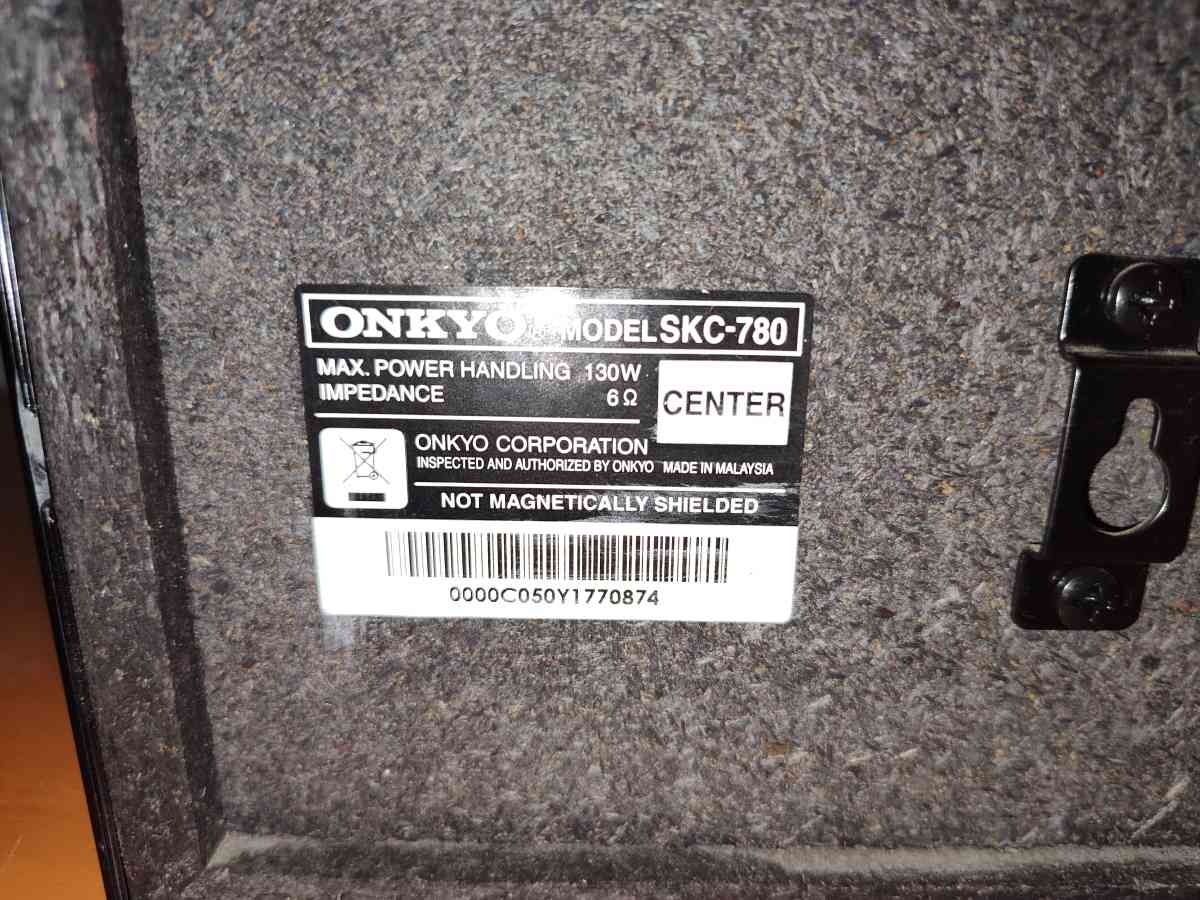 ONKYO® MODEL SKC-780
MAX. POWER HANDLING 130W
IMPEDANCE 6Ω
CENTER
ONKYO CORPORATION
INSPECTED AND AUTHORIZED BY ONKYO MADE IN MALAYSIA
NOT MAGNETICALLY SHIELDED
0000C050Y1770874